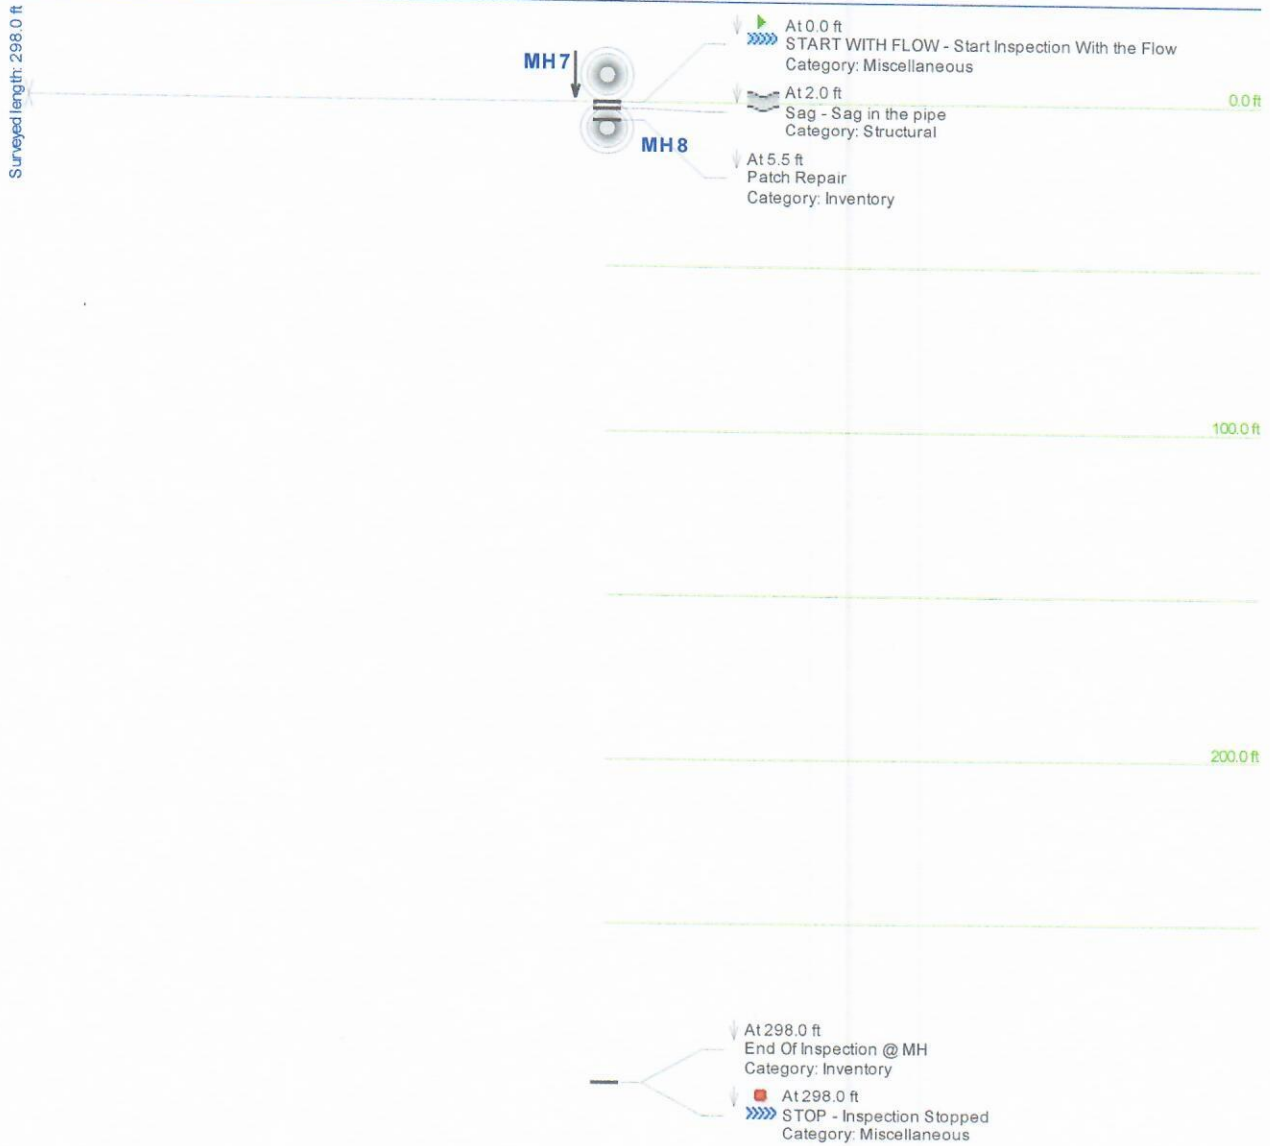 Surveyed length: 298.0 ft
MH7
At 0.0 ft
START WITH FLOW - Start Inspection With the Flow
Category: Miscellaneous
At 2.0 ft
Sag - Sag in the pipe
Category: Structural
0.0 ft
MH8
At 5.5 ft
Patch Repair
Category: Inventory
100.0 ft
200.0 ft
At 298.0 ft
End Of Inspection @ MH
Category: Inventory
At 298.0 ft
STOP - Inspection Stopped
Category: Miscellaneous